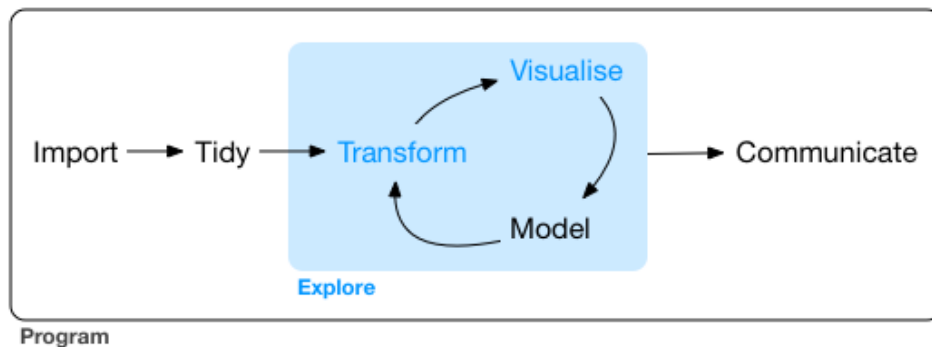 Import
Tidy
Transform
Visualise
Model
Communicate
Explore
Program